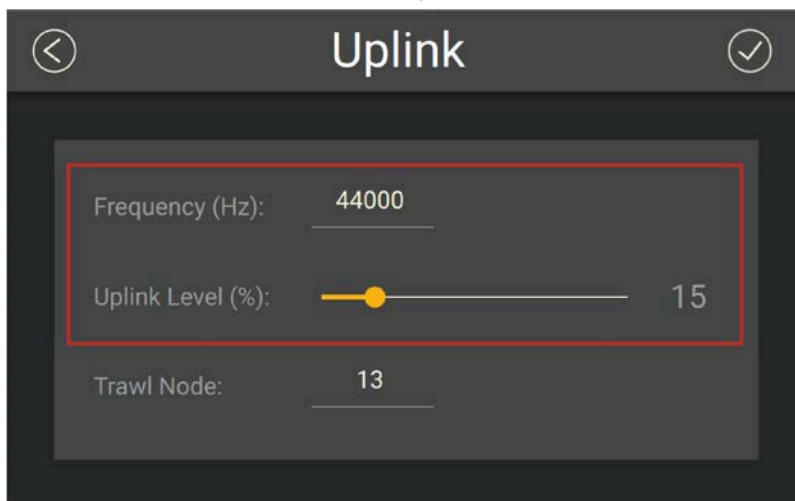 Uplink
Frequency (Hz): 44000
Uplink Level (%): 15
Trawl Node: 13